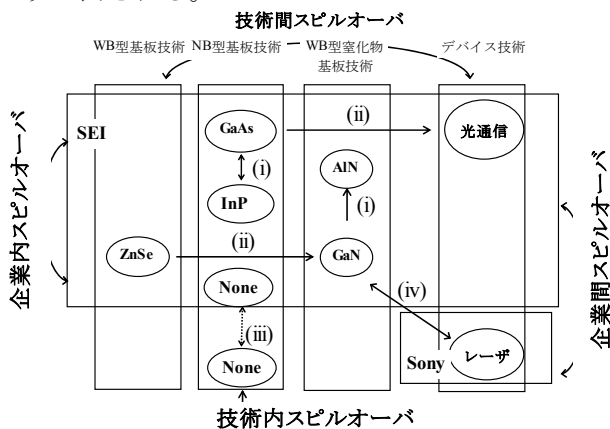 技術間スピルオーバ
WB型基板技術 NB型基板技術 WB型窒化物基板技術 デバイス技術
SEI
GaAs
(ii)
光通信
(i)
AlN
InP
(i)
ZnSe
(ii)
GaN
None
(iv)
(iii)
None
Sony
レーザ
技術内スピルオーバ
企業内スピルオーバ
企業間スピルオーバ